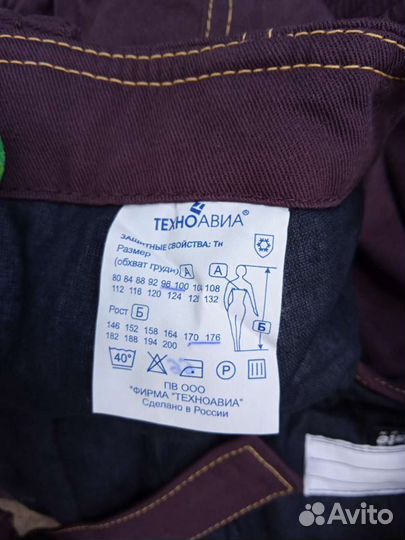 ТЕХНОАВИА®
ЗАЩИТНЫЕ СВОЙСТВА: Тн
Размер
(обхват груди) А
А
80 84 88 92 96 100 108
112 116 120 124 132
Рост Б
Б
146 152 158 164 170 176
182 188 194 200
40°
P
ПВ ООО
"ФИРМА "ТЕХНОАВИА"
Сделано в России
Avito